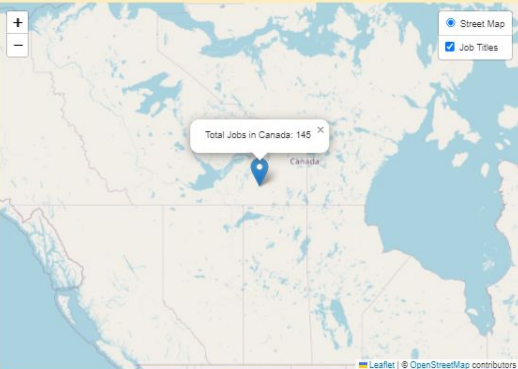 +
−
Street Map
Job Titles
Total Jobs in Canada: 145 ×
Canada
Leaflet | © OpenStreetMap contributors